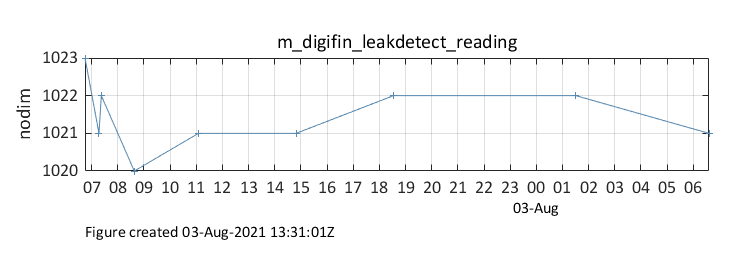 m_digifin_leakdetect_reading
1023
1022
1021
1020
nodim
07 08 09 10 11 12 13 14 15 16 17 18 19 20 21 22 23 00 01 02 03 04 05 06
03-Aug
Figure created 03-Aug-2021 13:31:01Z